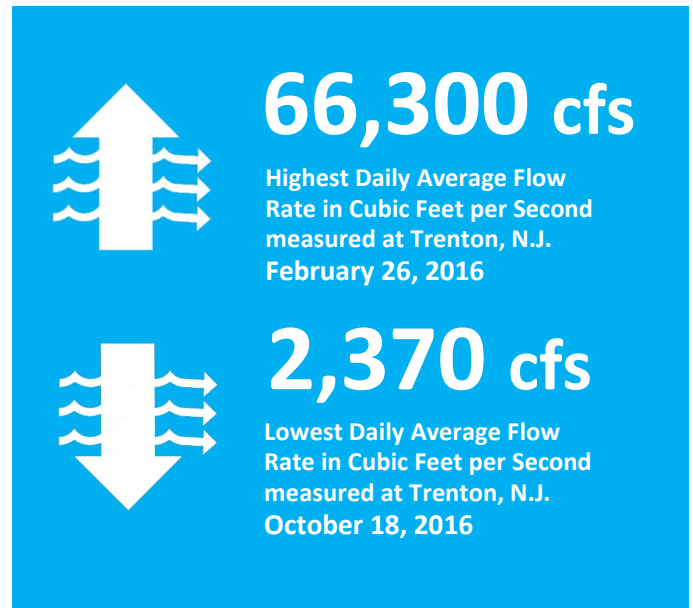 66,300 cfs
Highest Daily Average Flow
Rate in Cubic Feet per Second
measured at Trenton, N.J.
February 26, 2016
2,370 cfs
Lowest Daily Average Flow
Rate in Cubic Feet per Second
measured at Trenton, N.J.
October 18, 2016